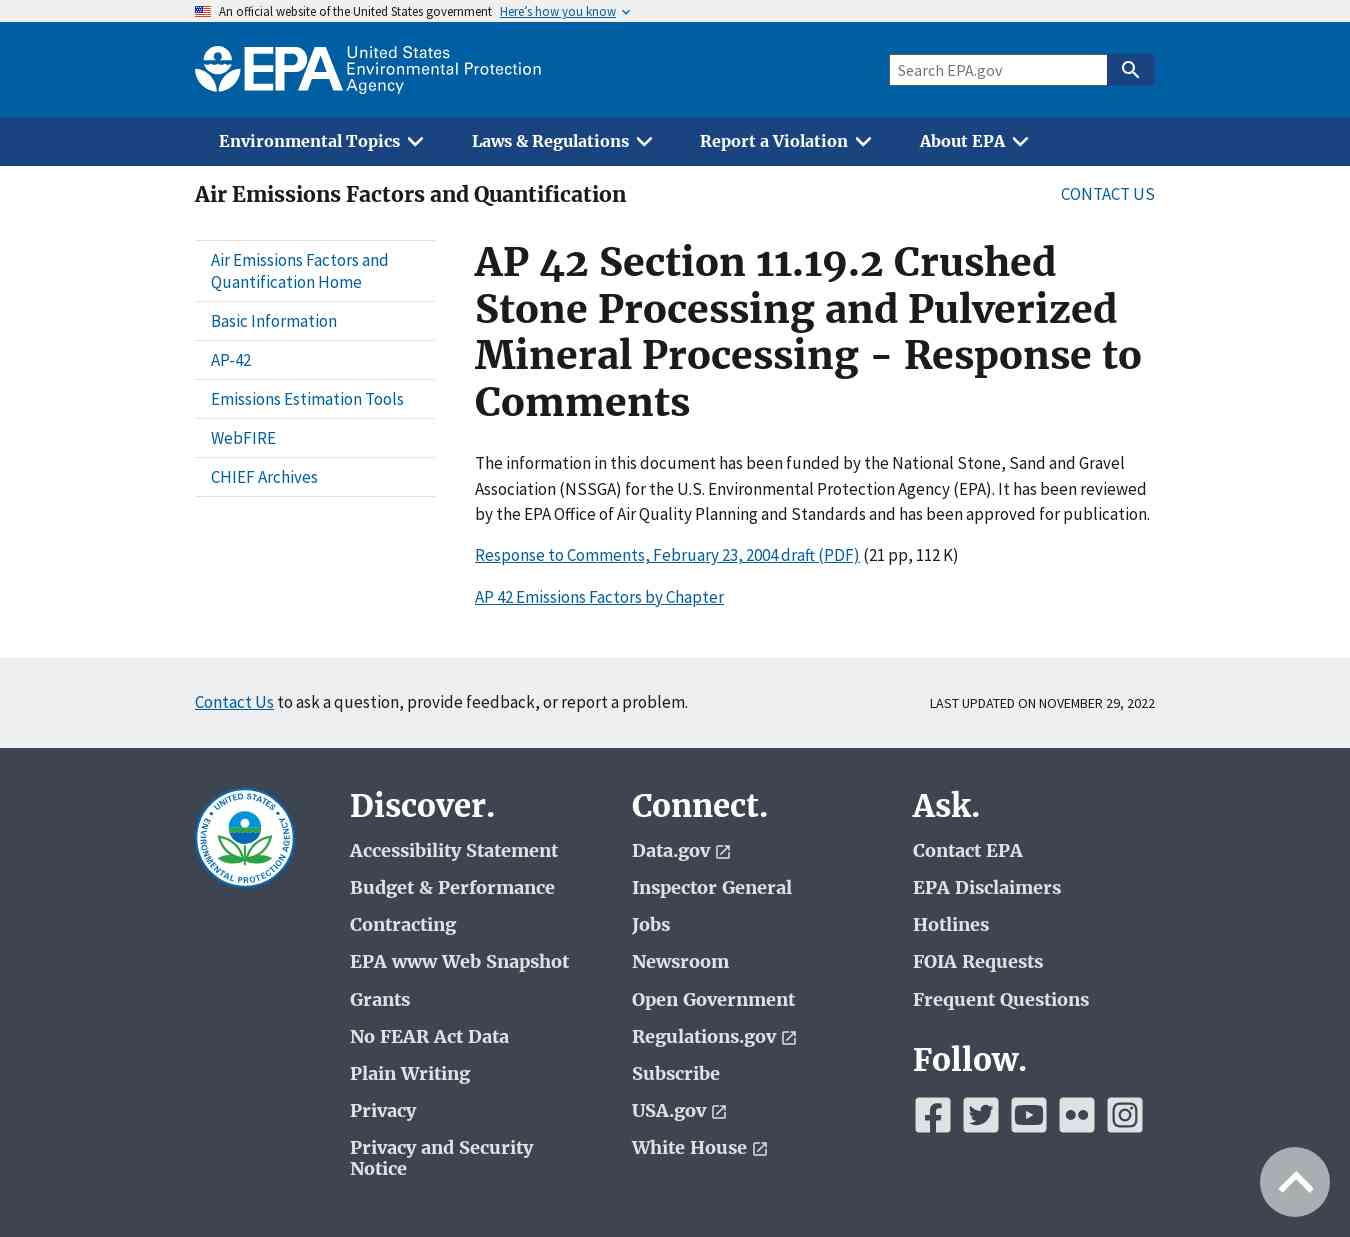 An official website of the United States government Here’s how you know
EPA United States
Environmental Protection
Agency
Search EPA.gov
Environmental Topics Laws & Regulations Report a Violation About EPA
Air Emissions Factors and Quantification
CONTACT US
Air Emissions Factors and
Quantification Home
Basic Information
AP-42
Emissions Estimation Tools
WebFIRE
CHIEF Archives
AP 42 Section 11.19.2 Crushed
Stone Processing and Pulverized
Mineral Processing - Response to
Comments
The information in this document has been funded by the National Stone, Sand and Gravel
Association (NSSGA) for the U.S. Environmental Protection Agency (EPA). It has been reviewed
by the EPA Office of Air Quality Planning and Standards and has been approved for publication.
Response to Comments, February 23, 2004 draft (PDF) (21 pp, 112 K)
AP 42 Emissions Factors by Chapter
Contact Us to ask a question, provide feedback, or report a problem.
LAST UPDATED ON NOVEMBER 29, 2022
UNITED STATES
ENVIRONMENTAL PROTECTION AGENCY
Discover.
Accessibility Statement
Budget & Performance
Contracting
EPA www Web Snapshot
Grants
No FEAR Act Data
Plain Writing
Privacy
Privacy and Security
Notice
Connect.
Data.gov
Inspector General
Jobs
Newsroom
Open Government
Regulations.gov
Subscribe
USA.gov
White House
Ask.
Contact EPA
EPA Disclaimers
Hotlines
FOIA Requests
Frequent Questions
Follow.